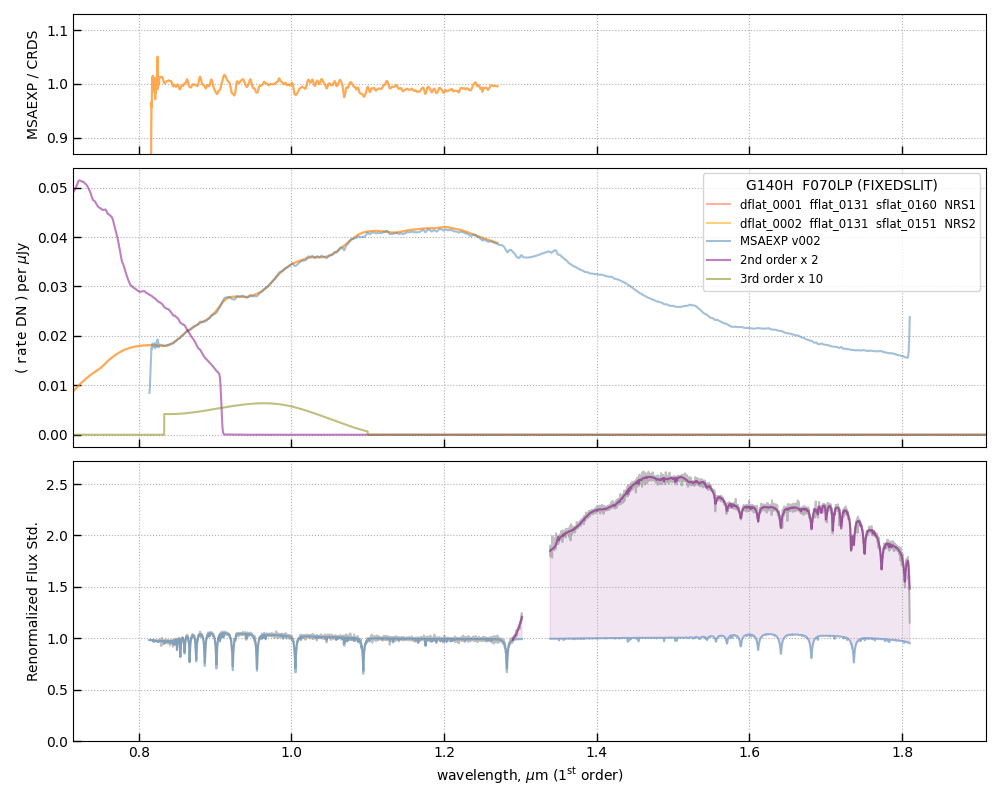 1.1
1.0
0.9
MSAEXP / CRDS
0.05
0.04
0.03
0.02
0.01
0.00
( rate DN ) per μJy
G140H  F070LP (FIXEDSLIT)
dflat_0001  fflat_0131  sflat_0160  NRS1
dflat_0002  fflat_0131  sflat_0151  NRS2
MSAEXP v002
2nd order x 2
3rd order x 10
2.5
2.0
1.5
1.0
0.5
0.0
Renormalized Flux Std.
0.8 1.0 1.2 1.4 1.6 1.8
wavelength, μm (1st order)